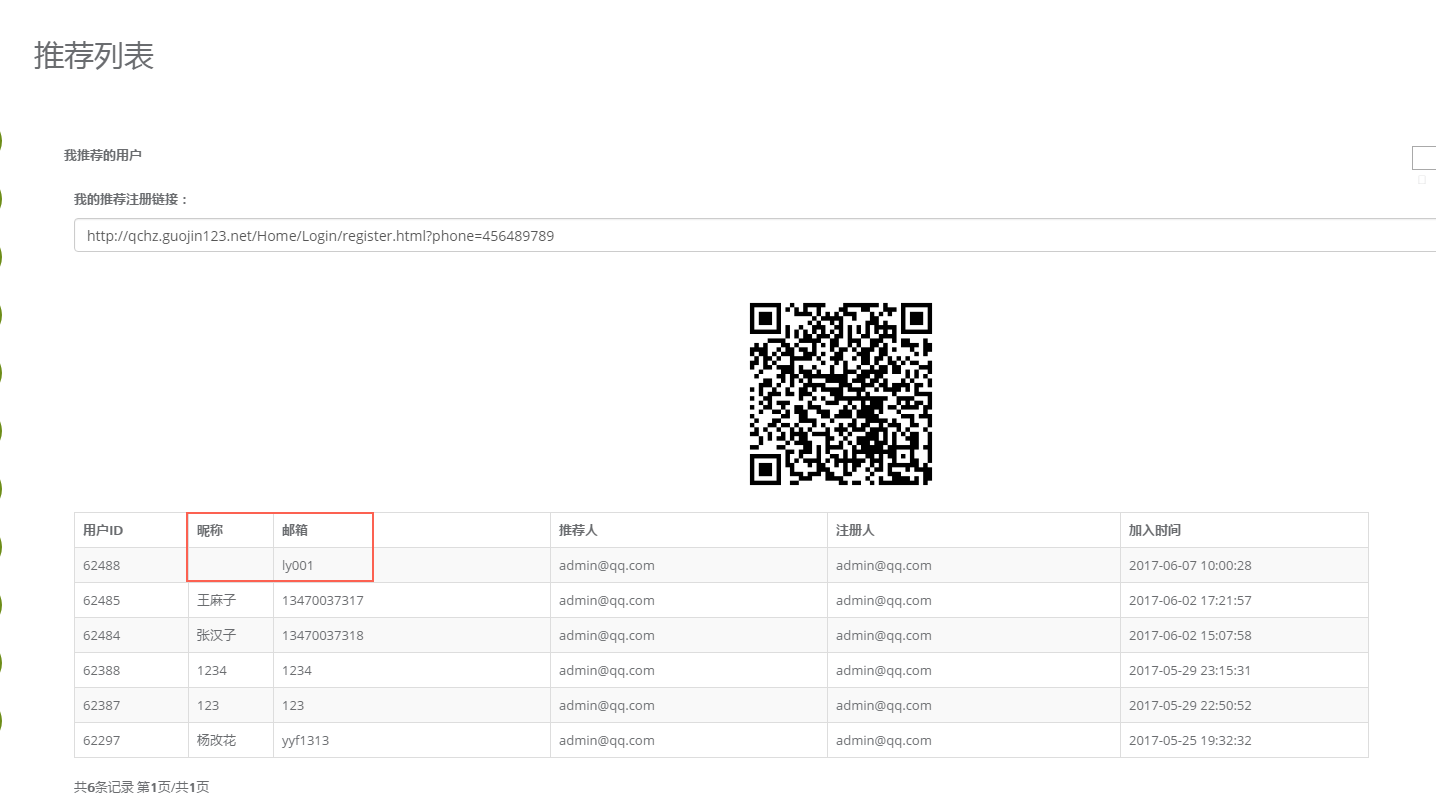 推荐列表
我推荐的用户
我的推荐注册链接：
http://qchz.guojin123.net/Home/Login/register.html?phone=456489789
用户ID 昵称 邮箱 推荐人 注册人 加入时间
62488 ly001 admin@qq.com admin@qq.com 2017-06-07 10:00:28
62485 王麻子 13470037317 admin@qq.com admin@qq.com 2017-06-02 17:21:57
62484 张汉子 13470037318 admin@qq.com admin@qq.com 2017-06-02 15:07:58
62388 1234 1234 admin@qq.com admin@qq.com 2017-05-29 23:15:31
62387 123 123 admin@qq.com admin@qq.com 2017-05-29 22:50:52
62297 杨改花 yyf1313 admin@qq.com admin@qq.com 2017-05-25 19:32:32
共6条记录 第1页/共1页